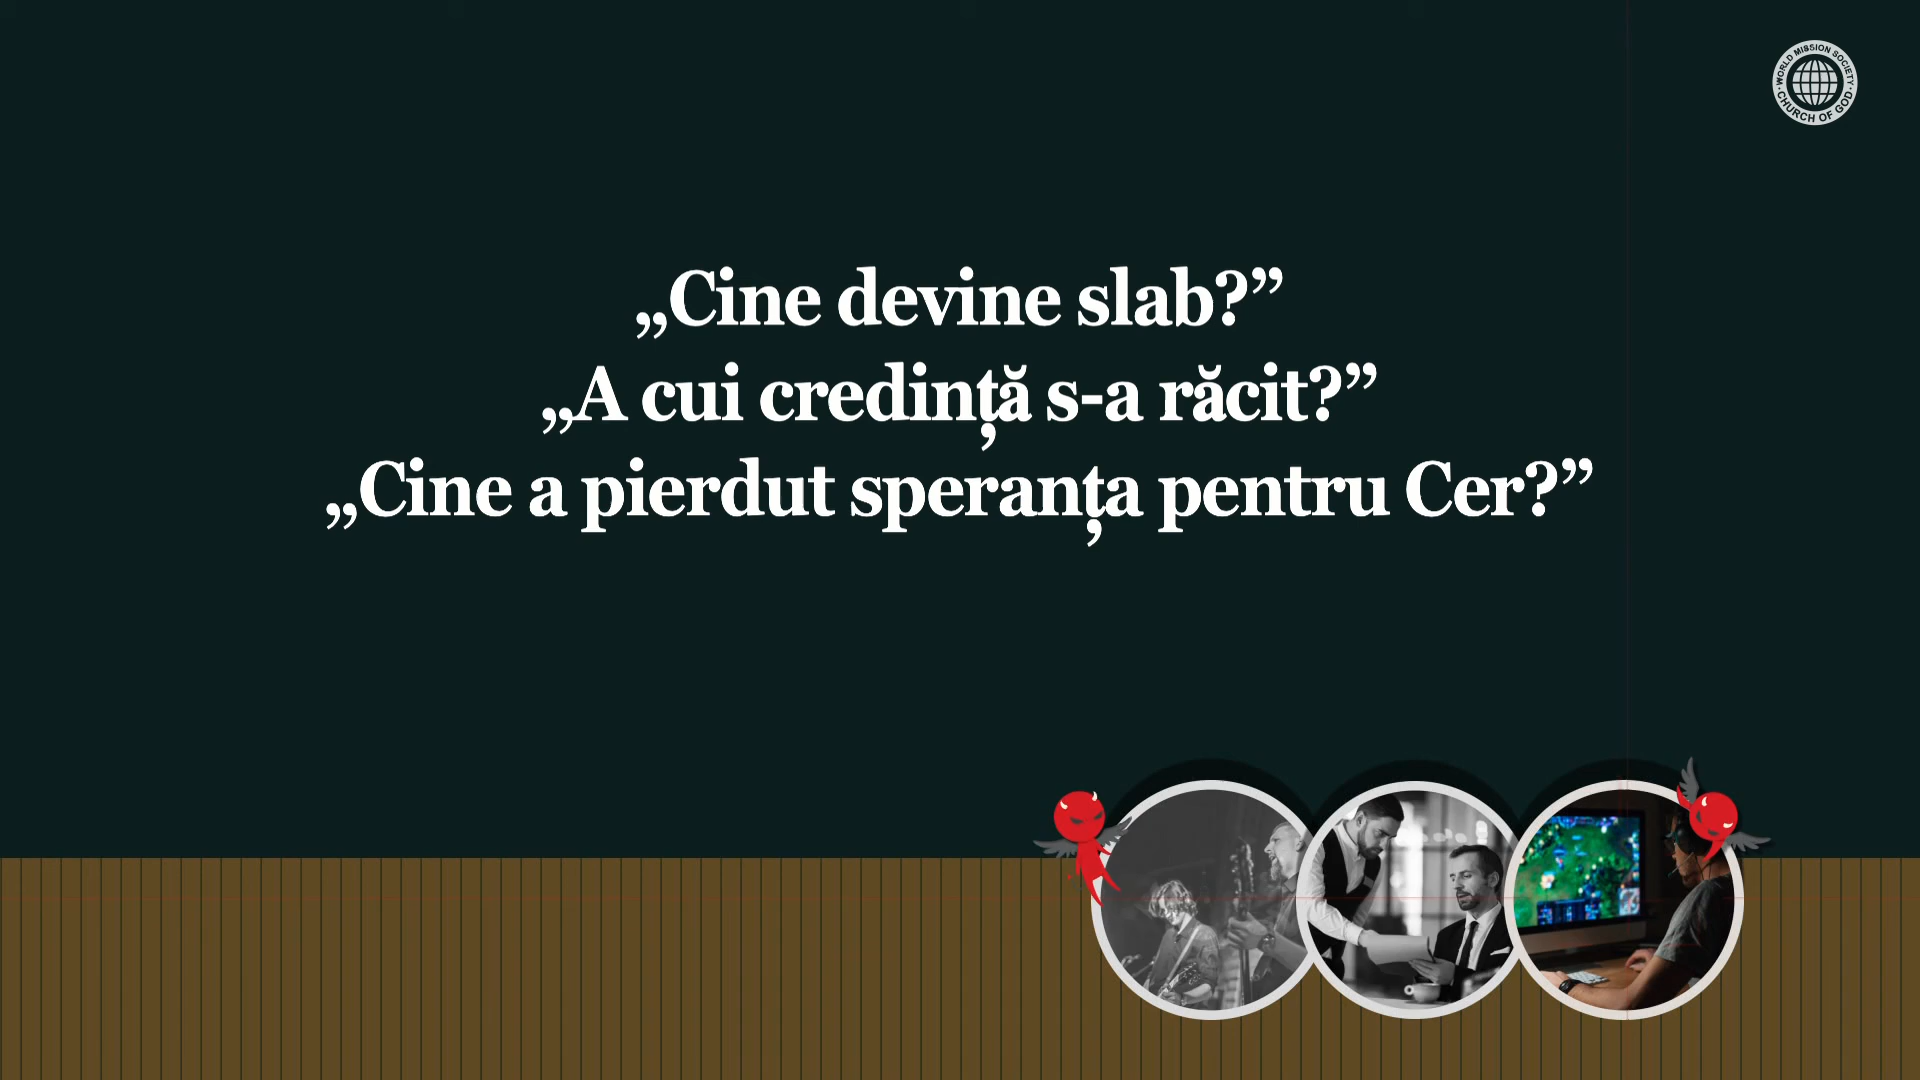 WORLD MISSION SOCIETY
CHURCH OF GOD
„Cine devine slab?”
„A cui credință s-a răcit?”
„Cine a pierdut speranța pentru Cer?”